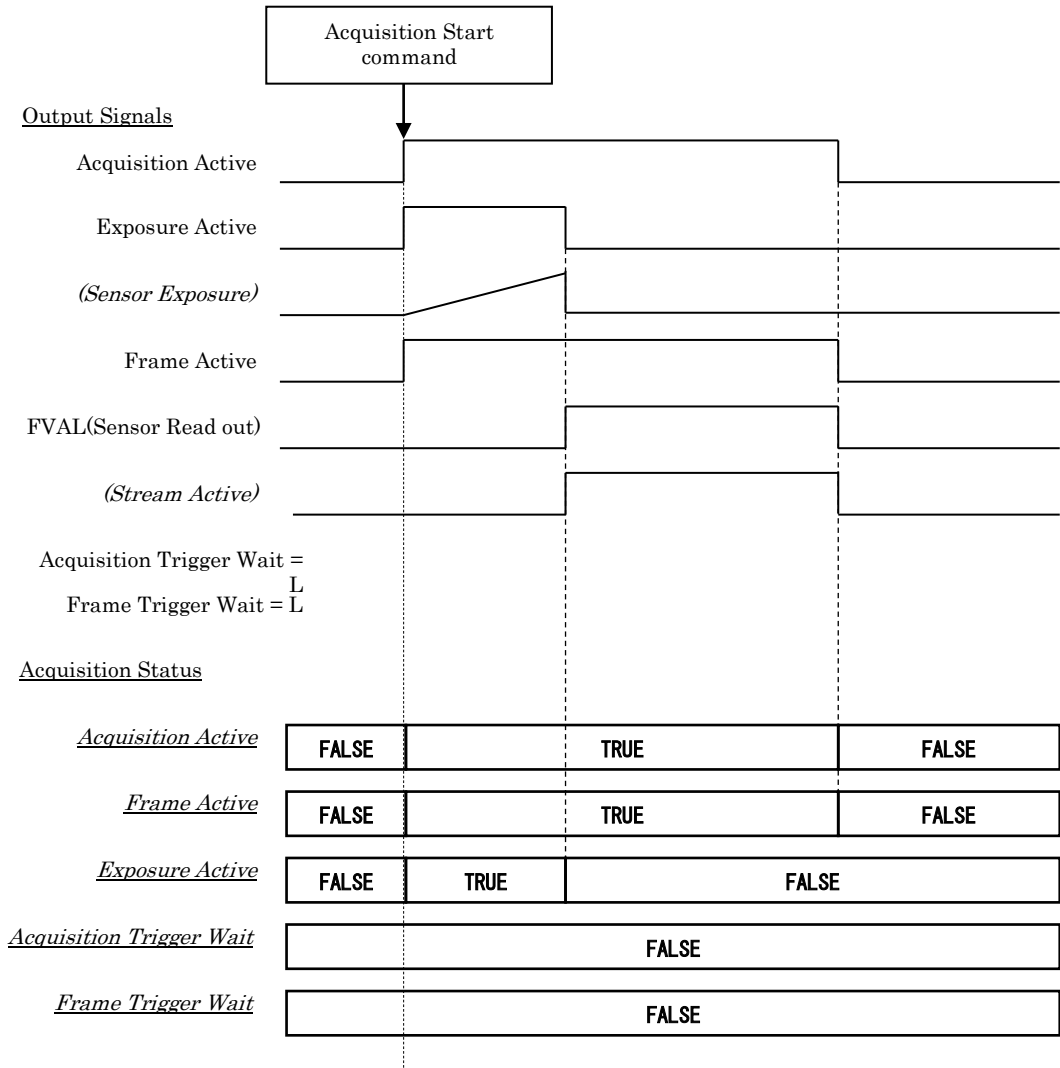 Acquisition Start
command
Output Signals
Acquisition Active
Exposure Active
(Sensor Exposure)
Frame Active
FVAL(Sensor Read out)
(Stream Active)
Acquisition Trigger Wait =
L
Frame Trigger Wait = L
Acquisition Status
Acquisition Active FALSE TRUE FALSE
Frame Active FALSE TRUE FALSE
Exposure Active FALSE TRUE FALSE
Acquisition Trigger Wait FALSE
Frame Trigger Wait FALSE